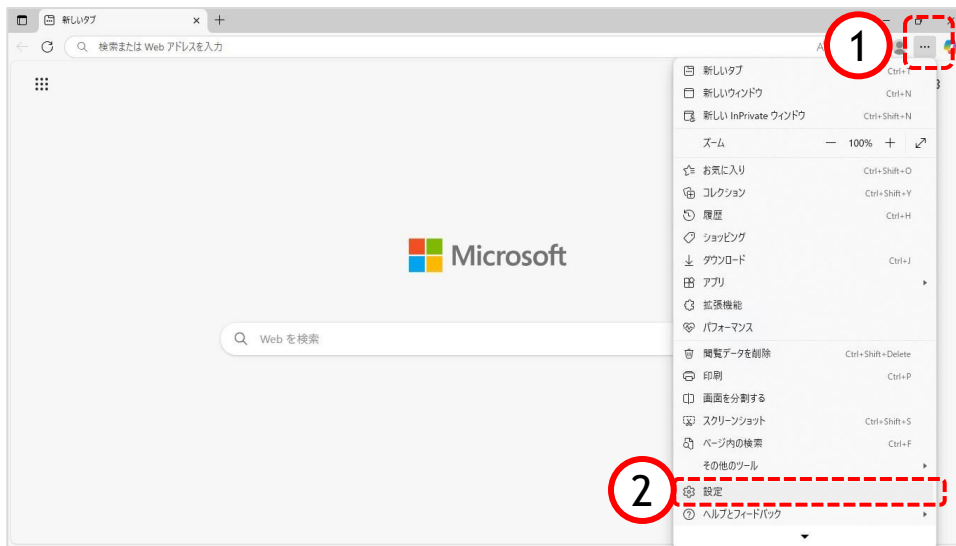 新しいタブ
検索または Web アドレスを入力
1
新しいタブ Ctrl+T
新しいウィンドウ Ctrl+N
新しい InPrivate ウィンドウ Ctrl+Shift+N
ズーム 100%
お気に入り Ctrl+Shift+O
コレクション Ctrl+Shift+Y
履歴 Ctrl+H
ショッピング
ダウンロード Ctrl+J
アプリ
拡張機能
パフォーマンス
閲覧データを削除 Ctrl+Shift+Delete
印刷 Ctrl+P
画面を分割する
スクリーンショット Ctrl+Shift+S
ページ内の検索 Ctrl+F
その他のツール
2
設定
ヘルプとフィードバック
Microsoft
Web を検索